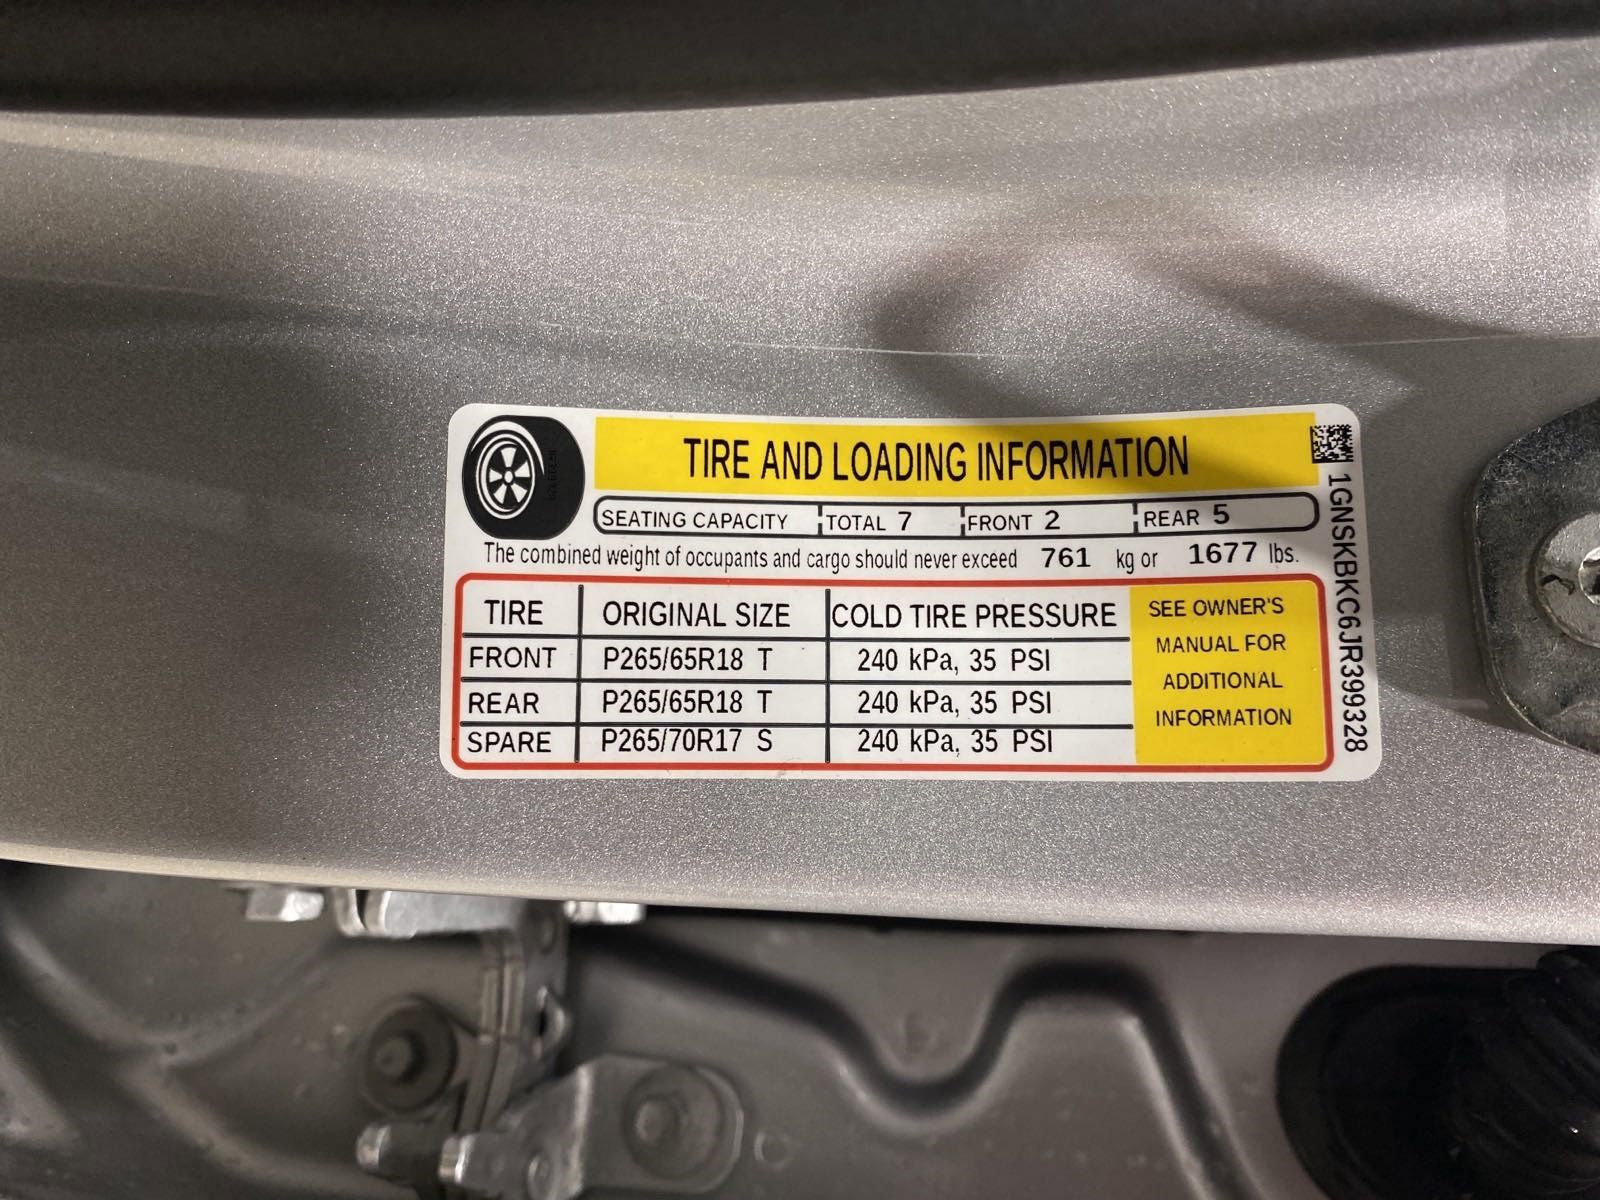 TIRE AND LOADING INFORMATION
SEATING CAPACITY TOTAL 7 FRONT 2 REAR 5
The combined weight of occupants and cargo should never exceed 761 kg or 1677 lbs.
TIRE ORIGINAL SIZE COLD TIRE PRESSURE
FRONT P265/65R18 T 240 kPa, 35 PSI
REAR P265/65R18 T 240 kPa, 35 PSI
SPARE P265/70R17 S 240 kPa, 35 PSI
SEE OWNER'S
MANUAL FOR
ADDITIONAL
INFORMATION
1GNSKBKC6JR399328